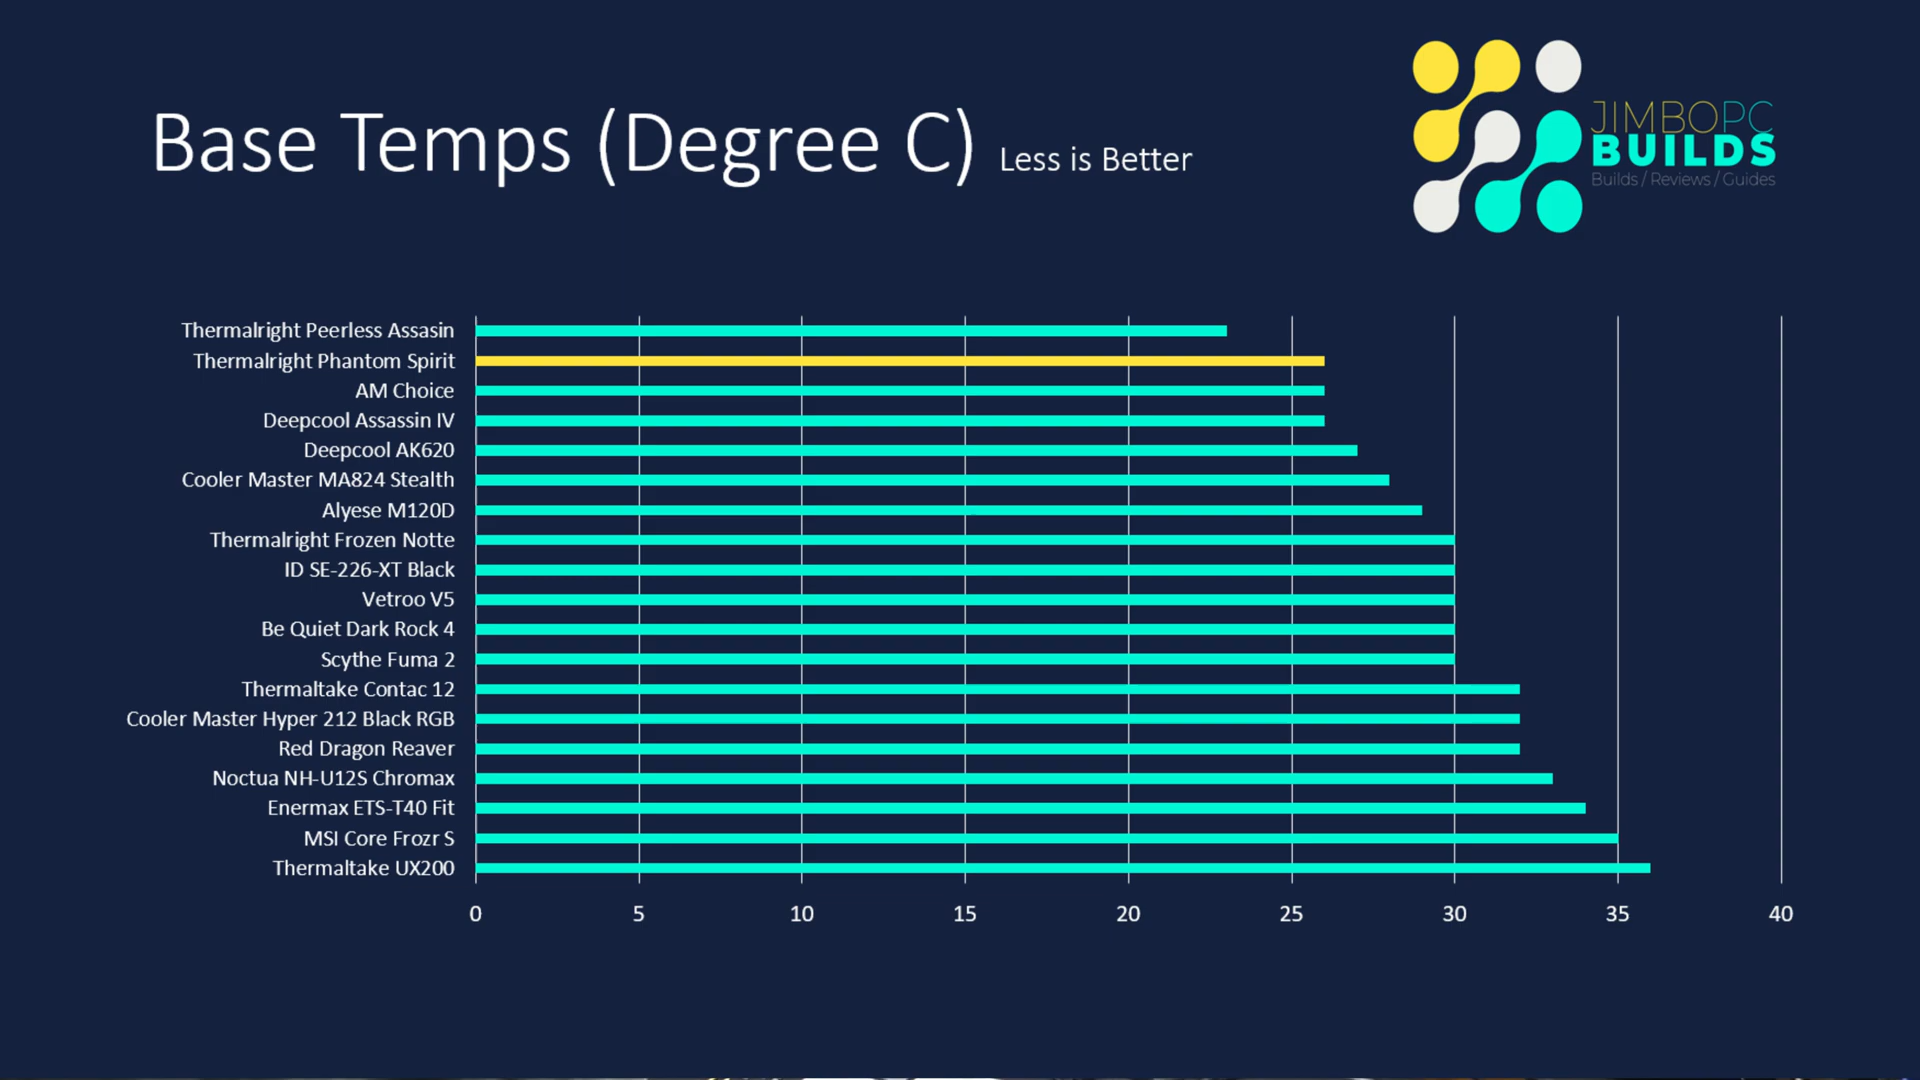 Base Temps (Degree C) Less is Better
JIMBOPC
BUILDS
Builds / Reviews / Guides
Thermalright Peerless Assasin
Thermalright Phantom Spirit
AM Choice
Deepcool Assassin IV
Deepcool AK620
Cooler Master MA824 Stealth
Alyese M120D
Thermalright Frozen Notte
ID SE-226-XT Black
Vetroo V5
Be Quiet Dark Rock 4
Scythe Fuma 2
Thermaltake Contac 12
Cooler Master Hyper 212 Black RGB
Red Dragon Reaver
Noctua NH-U12S Chromax
Enermax ETS-T40 Fit
MSI Core Frozr S
Thermaltake UX200
0 5 10 15 20 25 30 35 40